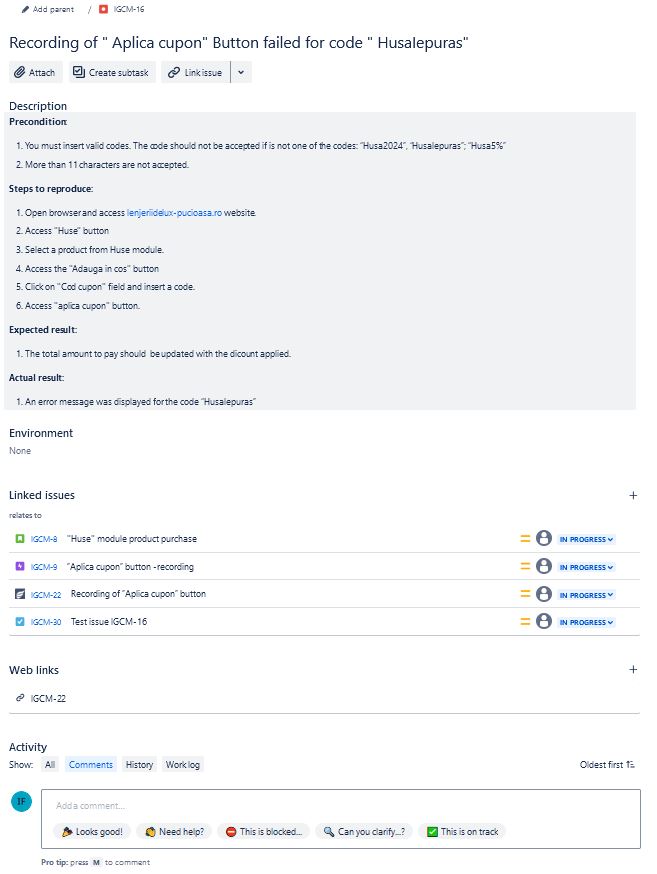 Add parent / IGCM-16
Recording of " Aplica cupon" Button failed for code " Husalepuras"
Attach Create subtask Link issue
Description
Precondition:
1. You must insert valid codes. The code should not be accepted if is not one of the codes: "Husa2024", "Husalepuras"; "Husa5%"
2. More than 11 characters are not accepted.
Steps to reproduce:
1. Open browser and access lenjeriidelux-pucioasa.ro website.
2. Access "Huse" button
3. Select a product from Huse module.
4. Access the "Adauga in cos" button
5. Click on "Cod cupon" field and insert a code.
6. Access "aplica cupon" button.
Expected result:
1. The total amount to pay should be updated with the dicount applied.
Actual result:
1. An error message was displayed for the code "Husalepuras"
Environment
None
Linked issues
relates to
IGCM-8 "Huse" module product purchase IN PROGRESS
IGCM-9 "Aplica cupon" button -recording IN PROGRESS
IGCM-22 Recording of "Aplica cupon" button IN PROGRESS
IGCM-30 Test issue IGCM-16 IN PROGRESS
Web links
IGCM-22
Activity
Show: All Comments History Work log Oldest first
IF Add a comment...
Looks good! Need help? This is blocked... Can you clarify...? This is on track
Pro tip: press M to comment